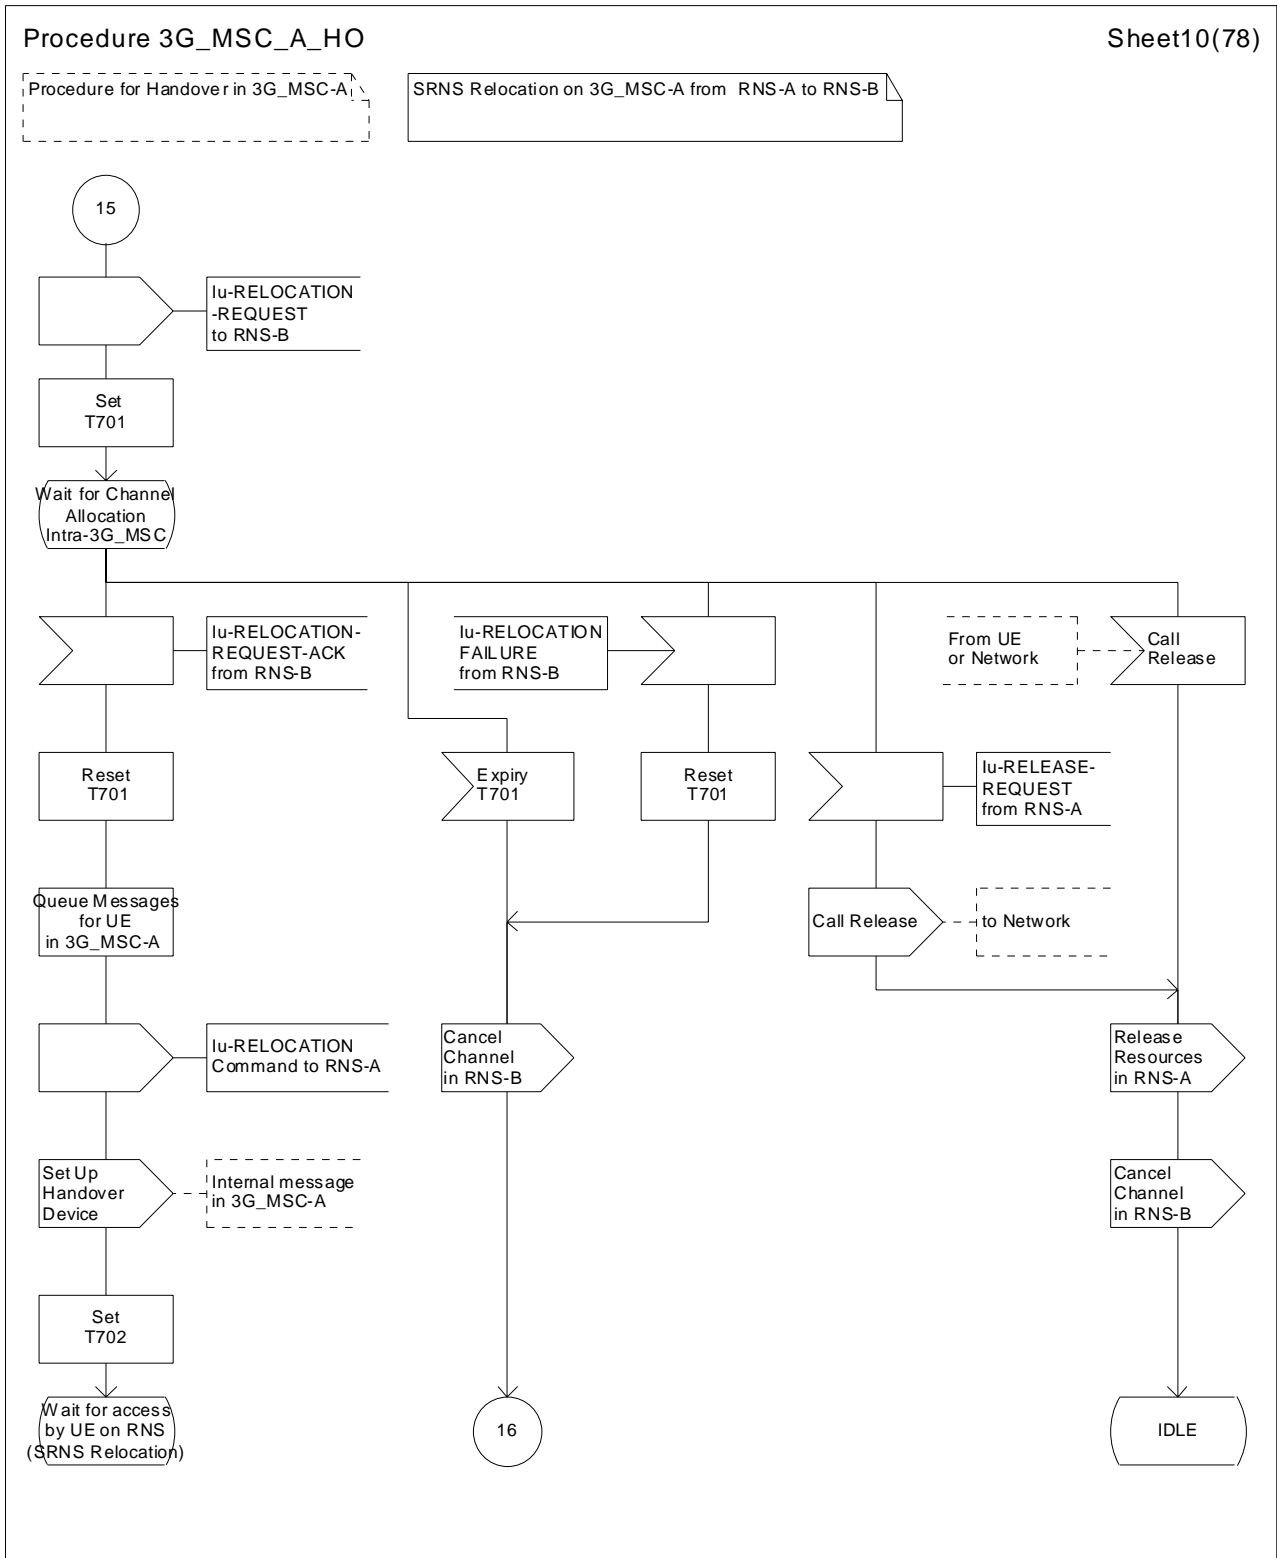 Procedure 3G_MSC_A_HO
Sheet10(78)
Procedure for Handover in 3G_MSC-A
SRNS Relocation on 3G_MSC-A from RNS-A to RNS-B
15
Iu-RELOCATION
-REQUEST
to RNS-B
Set
T701
Wait for Channel
Allocation
Intra-3G_MSC
Iu-RELOCATION-
REQUEST-ACK
from RNS-B
Iu-RELOCATION
FAILURE
from RNS-B
From UE
or Network
Call
Release
Reset
T701
Expiry
T701
Reset
T701
Iu-RELEASE-
REQUEST
from RNS-A
Queue Messages
for UE
in 3G_MSC-A
Call Release
to Network
Iu-RELOCATION
Command to RNS-A
Cancel
Channel
in RNS-B
Release
Resources
in RNS-A
Set Up
Handover
Device
Internal message
in 3G_MSC-A
Cancel
Channel
in RNS-B
Set
T702
Wait for access
by UE on RNS
(SRNS Relocation)
16
IDLE